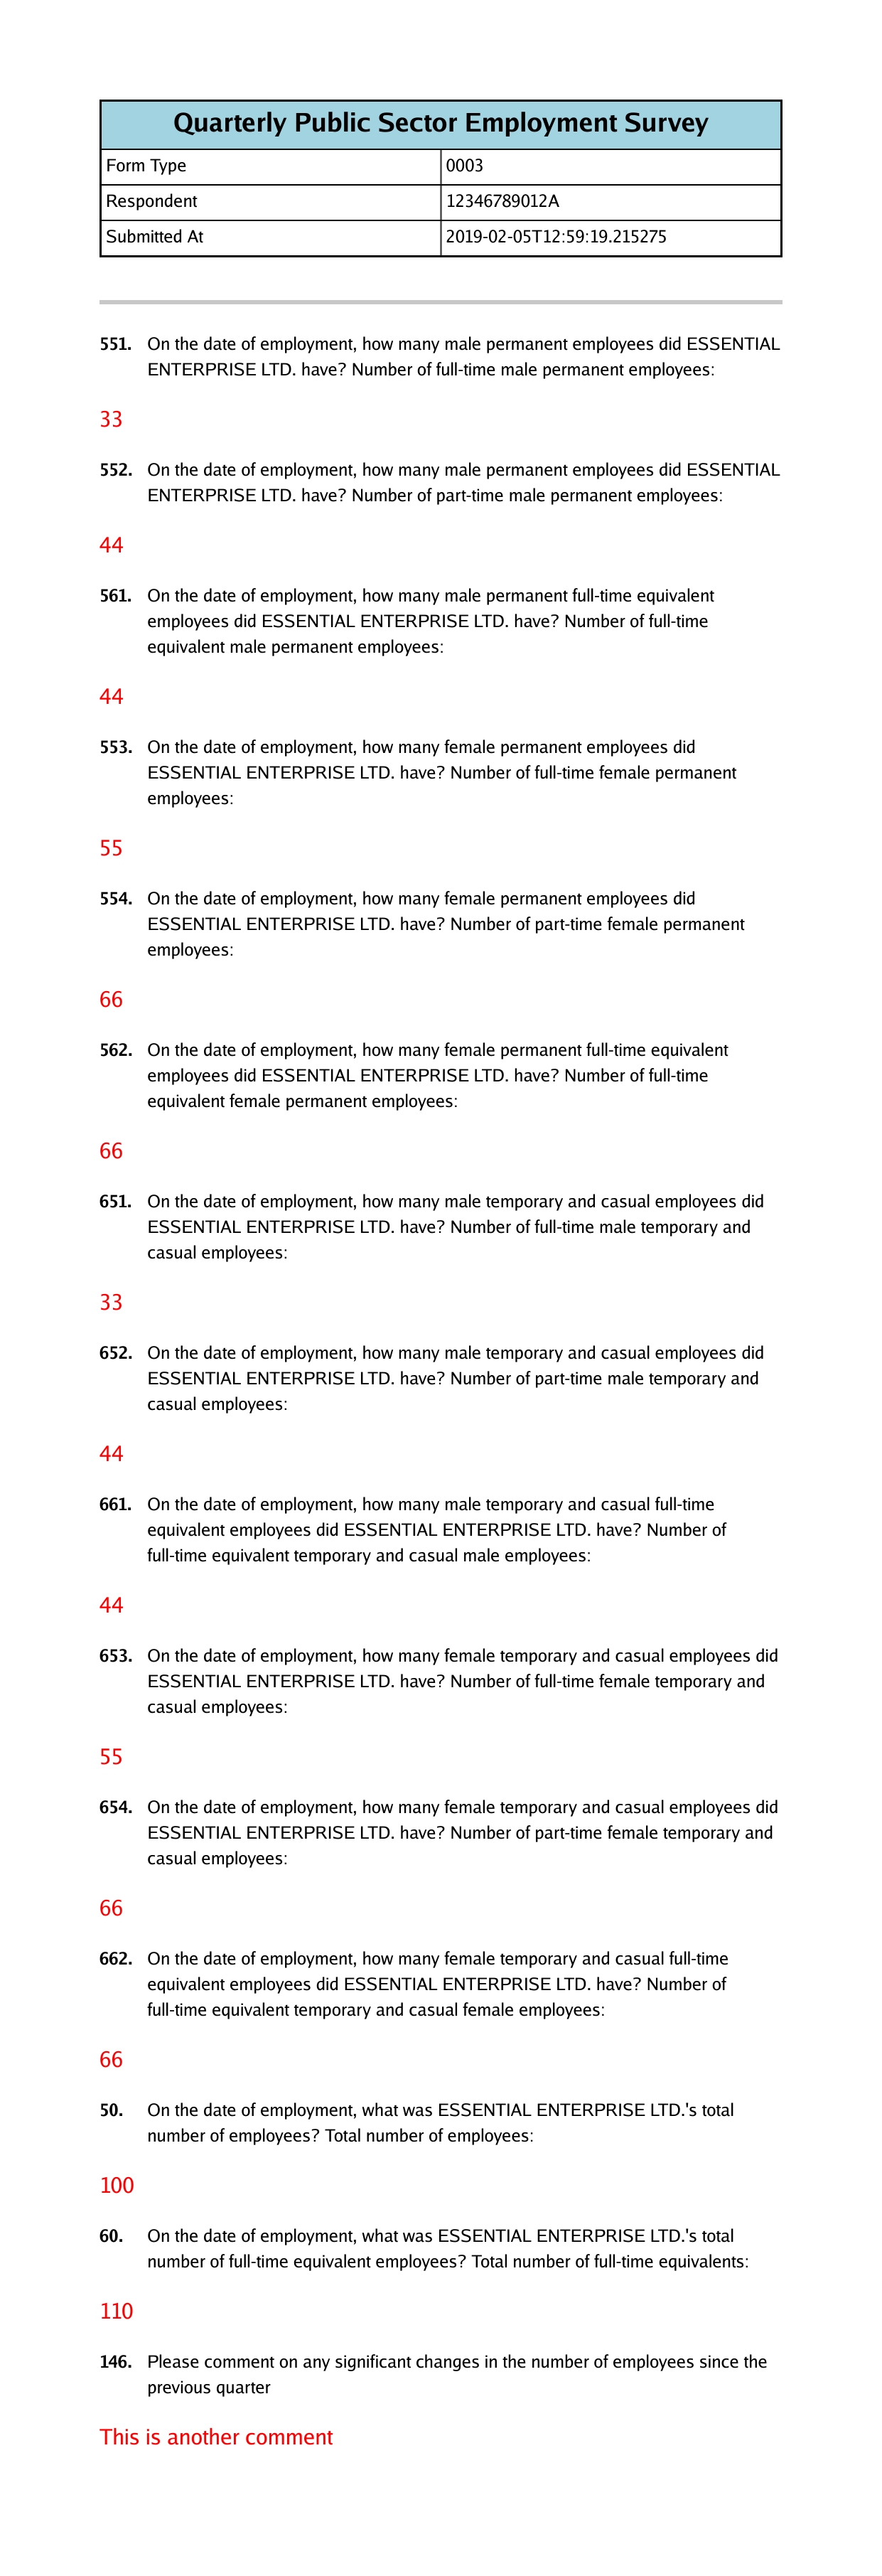 Quarterly Public Sector Employment Survey
Form Type 0003
Respondent 12346789012A
Submitted At 2019-02-05T12:59:19.215275
551. On the date of employment, how many male permanent employees did ESSENTIAL
ENTERPRISE LTD. have? Number of full-time male permanent employees:
33
552. On the date of employment, how many male permanent employees did ESSENTIAL
ENTERPRISE LTD. have? Number of part-time male permanent employees:
44
561. On the date of employment, how many male permanent full-time equivalent
employees did ESSENTIAL ENTERPRISE LTD. have? Number of full-time
equivalent male permanent employees:
44
553. On the date of employment, how many female permanent employees did
ESSENTIAL ENTERPRISE LTD. have? Number of full-time female permanent
employees:
55
554. On the date of employment, how many female permanent employees did
ESSENTIAL ENTERPRISE LTD. have? Number of part-time female permanent
employees:
66
562. On the date of employment, how many female permanent full-time equivalent
employees did ESSENTIAL ENTERPRISE LTD. have? Number of full-time
equivalent female permanent employees:
66
651. On the date of employment, how many male temporary and casual employees did
ESSENTIAL ENTERPRISE LTD. have? Number of full-time male temporary and
casual employees:
33
652. On the date of employment, how many male temporary and casual employees did
ESSENTIAL ENTERPRISE LTD. have? Number of part-time male temporary and
casual employees:
44
661. On the date of employment, how many male temporary and casual full-time
equivalent employees did ESSENTIAL ENTERPRISE LTD. have? Number of
full-time equivalent temporary and casual male employees:
44
653. On the date of employment, how many female temporary and casual employees did
ESSENTIAL ENTERPRISE LTD. have? Number of full-time female temporary and
casual employees:
55
654. On the date of employment, how many female temporary and casual employees did
ESSENTIAL ENTERPRISE LTD. have? Number of part-time female temporary and
casual employees:
66
662. On the date of employment, how many female temporary and casual full-time
equivalent employees did ESSENTIAL ENTERPRISE LTD. have? Number of
full-time equivalent temporary and casual female employees:
66
50. On the date of employment, what was ESSENTIAL ENTERPRISE LTD.'s total
number of employees? Total number of employees:
100
60. On the date of employment, what was ESSENTIAL ENTERPRISE LTD.'s total
number of full-time equivalent employees? Total number of full-time equivalents:
110
146. Please comment on any significant changes in the number of employees since the
previous quarter
This is another comment